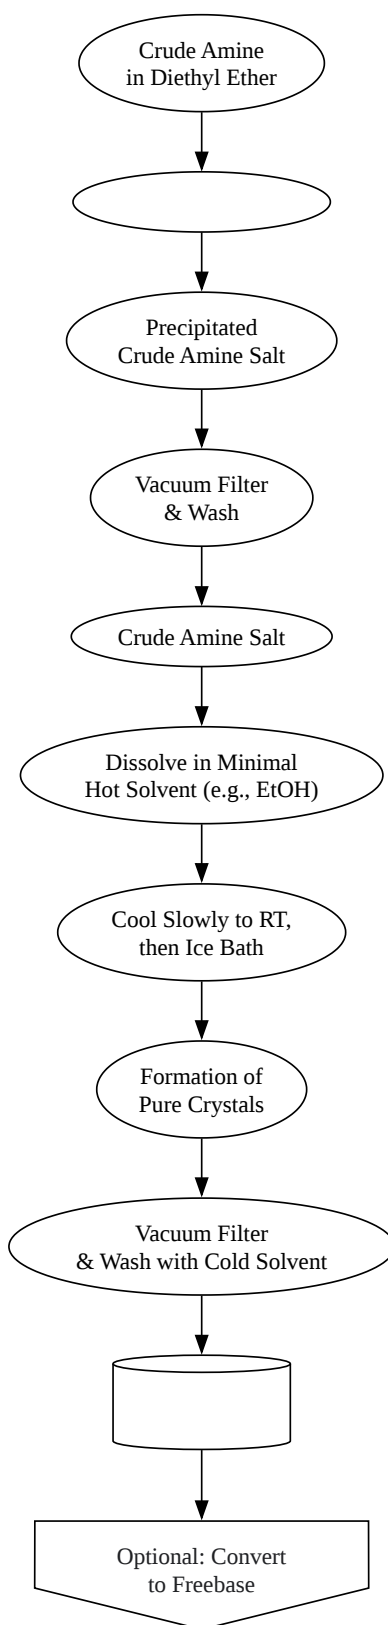 Crude Amine
in Diethyl Ether
Precipitated
Crude Amine Salt
Vacuum Filter
& Wash
Crude Amine Salt
Dissolve in Minimal
Hot Solvent (e.g., EtOH)
Cool Slowly to RT,
then Ice Bath
Formation of
Pure Crystals
Vacuum Filter
& Wash with Cold Solvent
Optional: Convert
to Freebase